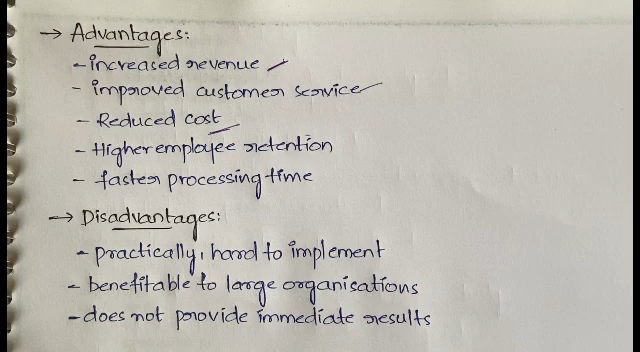 → Advantages:
- increased revenue
- improved customer service
- Reduced cost
- Higher employee retention
- faster processing time
→ Disadvantages:
- practically, hard to implement
- benefitable to large organisations
- does not provide immediate results